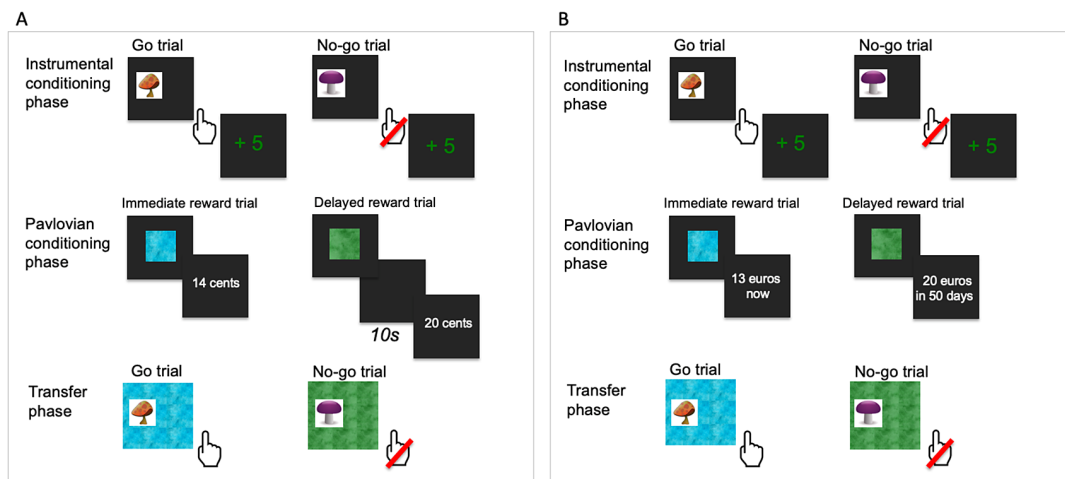 A
Go trial
No-go trial
Instrumental
conditioning
phase
+ 5
+ 5
Immediate reward trial
Delayed reward trial
Pavlovian
conditioning
phase
14 cents
10s
20 cents
Go trial
No-go trial
Transfer
phase
B
Go trial
No-go trial
Instrumental
conditioning
phase
+ 5
+ 5
Immediate reward trial
Delayed reward trial
Pavlovian
conditioning
phase
13 euros
now
20 euros
in 50 days
Go trial
No-go trial
Transfer
phase